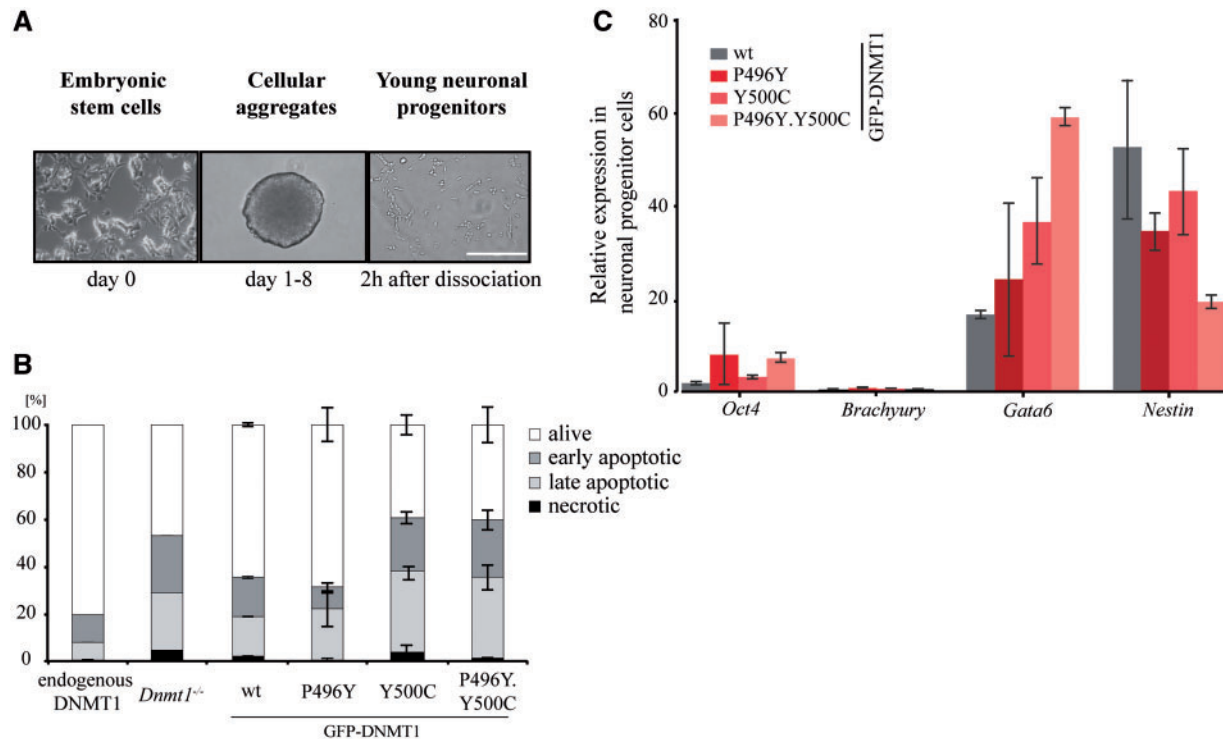 A
Embryonic
stem cells
Cellular
aggregates
Young neuronal
progenitors
day 0
day 1-8
2h after dissociation
B
[%]
100
80
60
40
20
0
alive
early apoptotic
late apoptotic
necrotic
endogenous
DNMT1
Dnmt1-/-
wt
P496Y
Y500C
P496Y.
Y500C
GFP-DNMT1
C
Relative expression in
neuronal progenitor cells
80
60
40
20
0
wt
P496Y
Y500C
P496Y.Y500C
GFP-DNMT1
Oct4
Brachyury
Gata6
Nestin